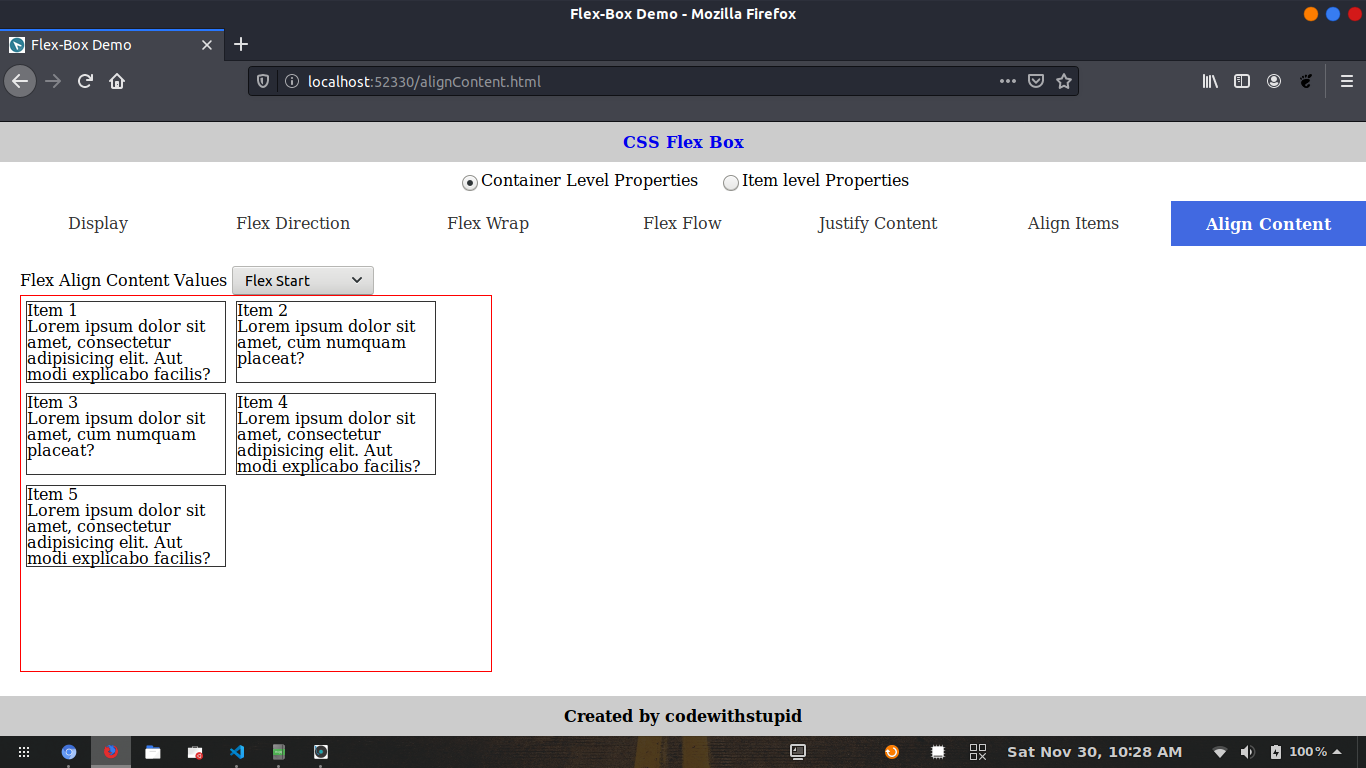 Flex-Box Demo - Mozilla Firefox
Flex-Box Demo
localhost:52330/alignContent.html
CSS Flex Box
Container Level Properties Item level Properties
Display Flex Direction Flex Wrap Flex Flow Justify Content Align Items Align Content
Flex Align Content Values Flex Start
Item 1
Lorem ipsum dolor sit
amet, consectetur
adipisicing elit. Aut
modi explicabo facilis?
Item 2
Lorem ipsum dolor sit
amet, cum numquam
placeat?
Item 3
Lorem ipsum dolor sit
amet, cum numquam
placeat?
Item 4
Lorem ipsum dolor sit
amet, consectetur
adipisicing elit. Aut
modi explicabo facilis?
Item 5
Lorem ipsum dolor sit
amet, consectetur
adipisicing elit. Aut
modi explicabo facilis?
Created by codewithstupid
Sat Nov 30, 10:28 AM 100 %